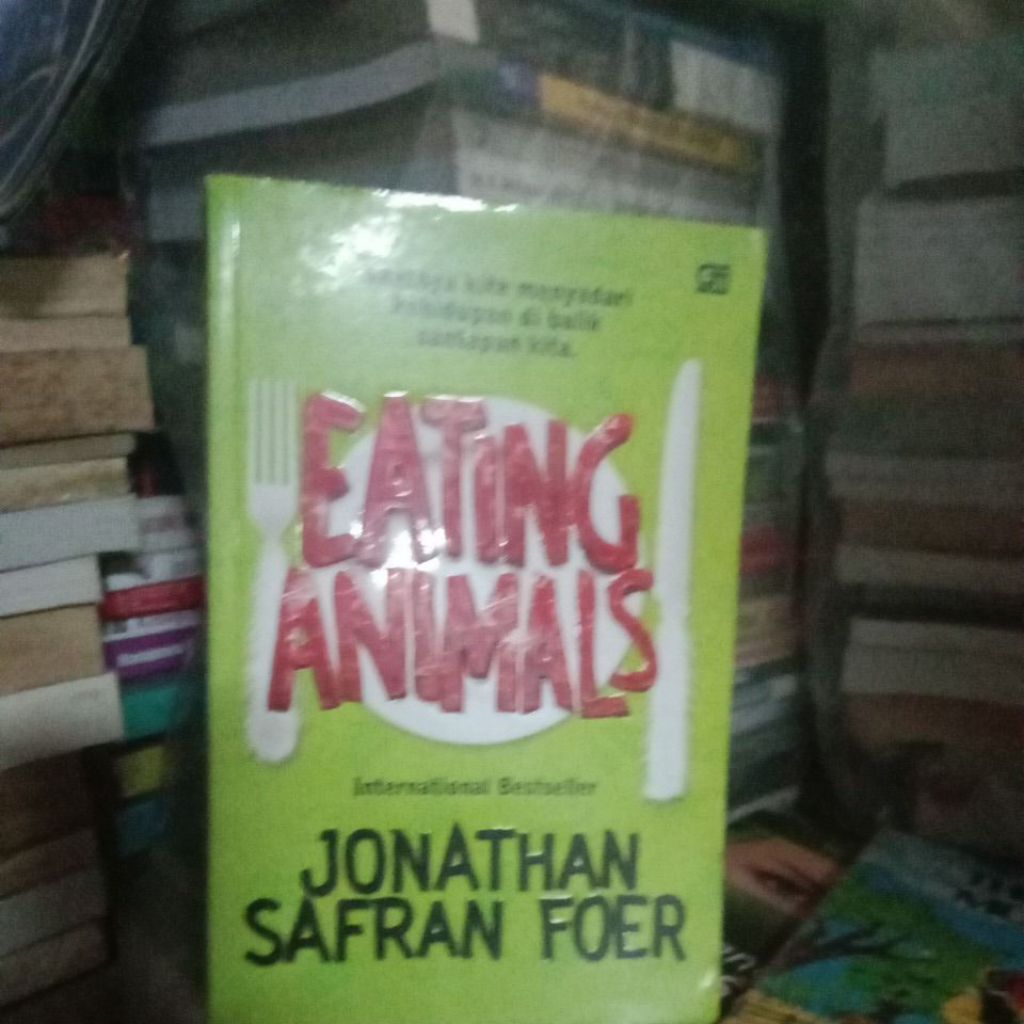 kita menyadari
kehidupan di balik
santapan kita.
EATING
ANIMALS
International Bestseller
JONATHAN
SAFRAN FOER